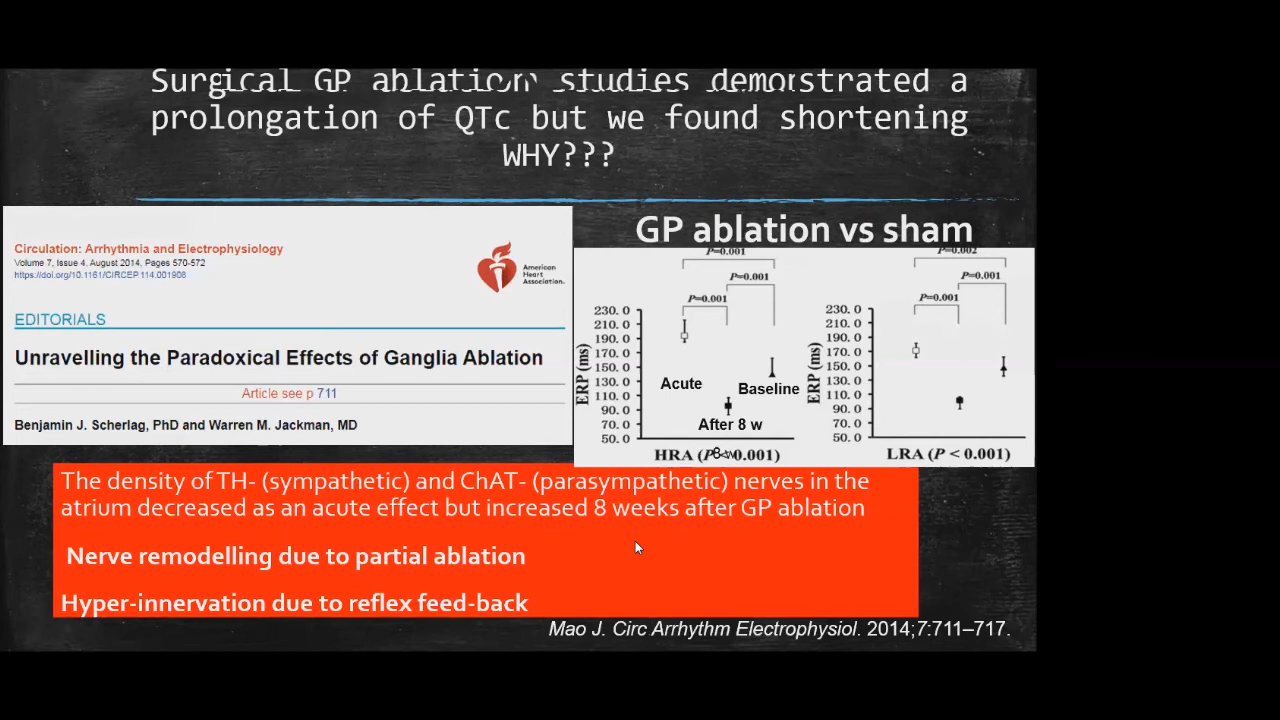 Surgical GP ablation studies demonstrated a
prolongation of QTc but we found shortening
WHY???
Circulation: Arrhythmia and Electrophysiology
Volume 7, Issue 4, August 2014, Pages 570-572
https://doi.org/10.1161/CIRCEP.114.001908
American
Heart
Association.
EDITORIALS
Unravelling the Paradoxical Effects of Ganglia Ablation
Article see p 711
Benjamin J. Scherlag, PhD and Warren M. Jackman, MD
GP ablation vs sham
P=0.001
P=0.001
P=0.001
230. 0
210. 0
190. 0
170. 0
150. 0
130. 0
110. 0
90. 0
70. 0
50. 0
ERP (ms)
Acute
Baseline
After 8 w
HRA (P 0.001)
P=0.002
P=0.001
P=0.001
230. 0
210. 0
190. 0
170. 0
150. 0
130. 0
110. 0
90. 0
70. 0
50. 0
ERP (ms)
LRA (P < 0.001)
The density of TH- (sympathetic) and ChAT- (parasympathetic) nerves in the
atrium decreased as an acute effect but increased 8 weeks after GP ablation
Nerve remodelling due to partial ablation
Hyper-innervation due to reflex feed-back
Mao J. Circ Arrhythm Electrophysiol. 2014;7:711–717.